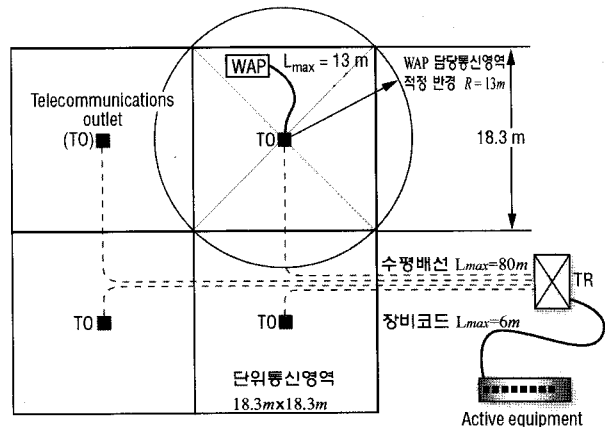 WAP
Lmax = 13 m
WAP 담당통신영역
적정 반경 R=13m
Telecommunications
outlet
(TO)
TO
18.3 m
수평배선 Lmax=80m
TR
TO
TO
장비코드 Lmax=6m
단위통신영역
18.3mx18.3m
Active equipment